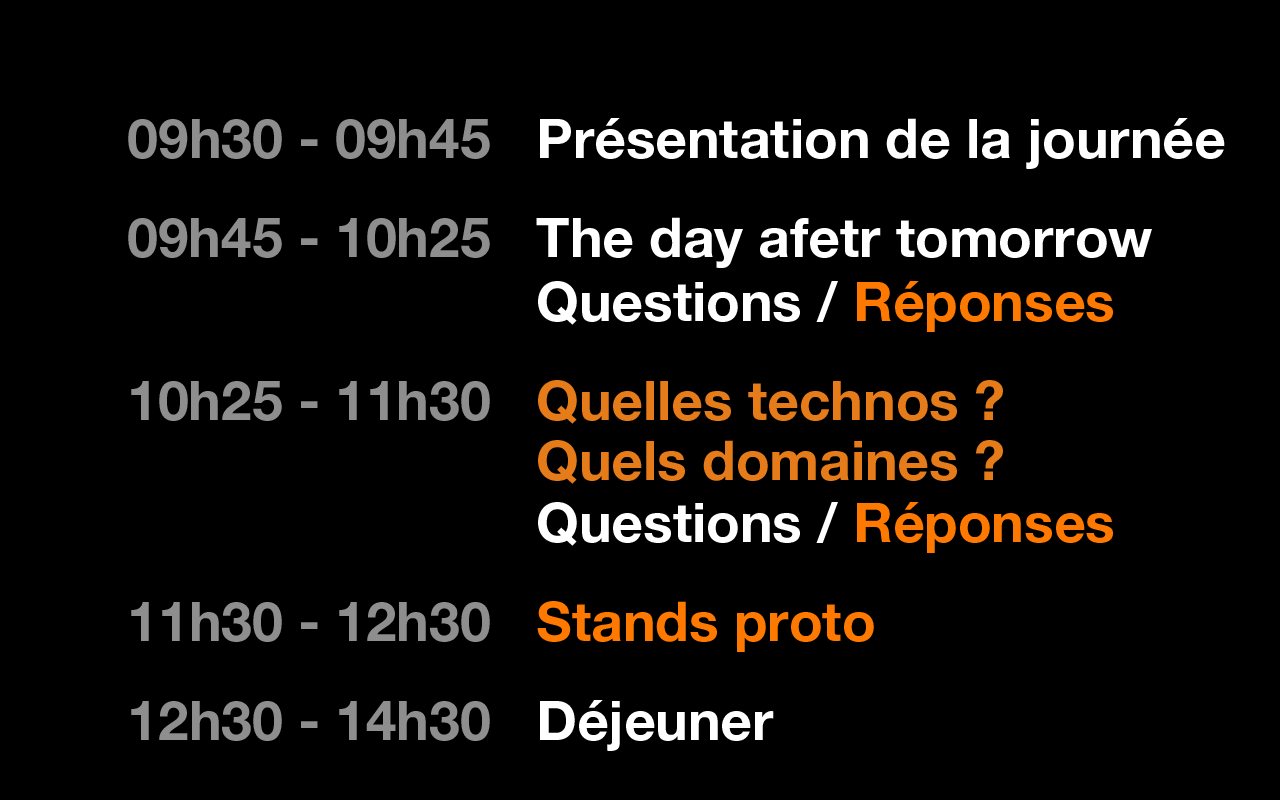 09h30 - 09h45 Présentation de la journée
09h45 - 10h25 The day afetr tomorrow
Questions / Réponses
10h25 - 11h30 Quelles technos ?
Quels domaines ?
Questions / Réponses
11h30 - 12h30 Stands proto
12h30 - 14h30 Déjeuner